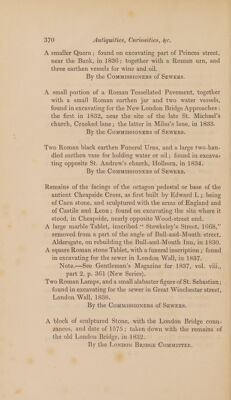 370 Antiquities, Curiosities, &c.
A smaller Quern; found on excavating part of Princes street,
near the Bank, in 1836; together with a Roman urn, and
three earthen vessels for wine and oil.
By the Commissioners of Sewers.
A small portion of a Roman Tessellated Pavement, together
with a small Roman earthen jar and two water vessels,
found in excavating for the New London Bridge Approaches:
the first in 1832, near the site of the late St. Michael's
church, Crooked lane; the latter in Miles's lane, in 1833.
By the Commissioners of Sewers.
Two Roman black earthen Funeral Urns, and a large two-han-
dled earthen vase for holding water or oil; found in excava-
ting opposite St. Andrew's church, Holborn, in 1834.
By the Commissioners of Sewers.
Remains of the facings of the octagon pedestal or base of the
antient Cheapside Cross, as first built by Edward I.; being
of Caen stone, and sculptured with the arms of England and
of Castile and Leon; found on excavating the site where it
stood, in Cheapside, nearly opposite Wood-street end.
A large marble Tablet, inscribed " Stewkeley's Street, 1668,"
removed from a part of the angle of Bull-and-Mouth street,
Aldersgate, on rebuilding the Bull-and-Mouth Inn, in 1830.
A square Roman stone Tablet, with a funeral inscription; found
in excavating for the sewer in London Wall, in 1837.
Note.—See Gentleman's Magazine for 1837, vol. viii.,
part 2, p. 361 (New Series).
Two Roman Lamps, and a small alabaster figure of St. Sebastian;
found in excavating for the sewer in Great Winchester street,
London Wall, 1838.
By the Commissioners of Sewers.
A block of sculptured Stone, with the London Bridge cono-
zances, and date of 1575; taken down with the remains of
the old London Bridge, in 1832.
By the London Bridge Committee.